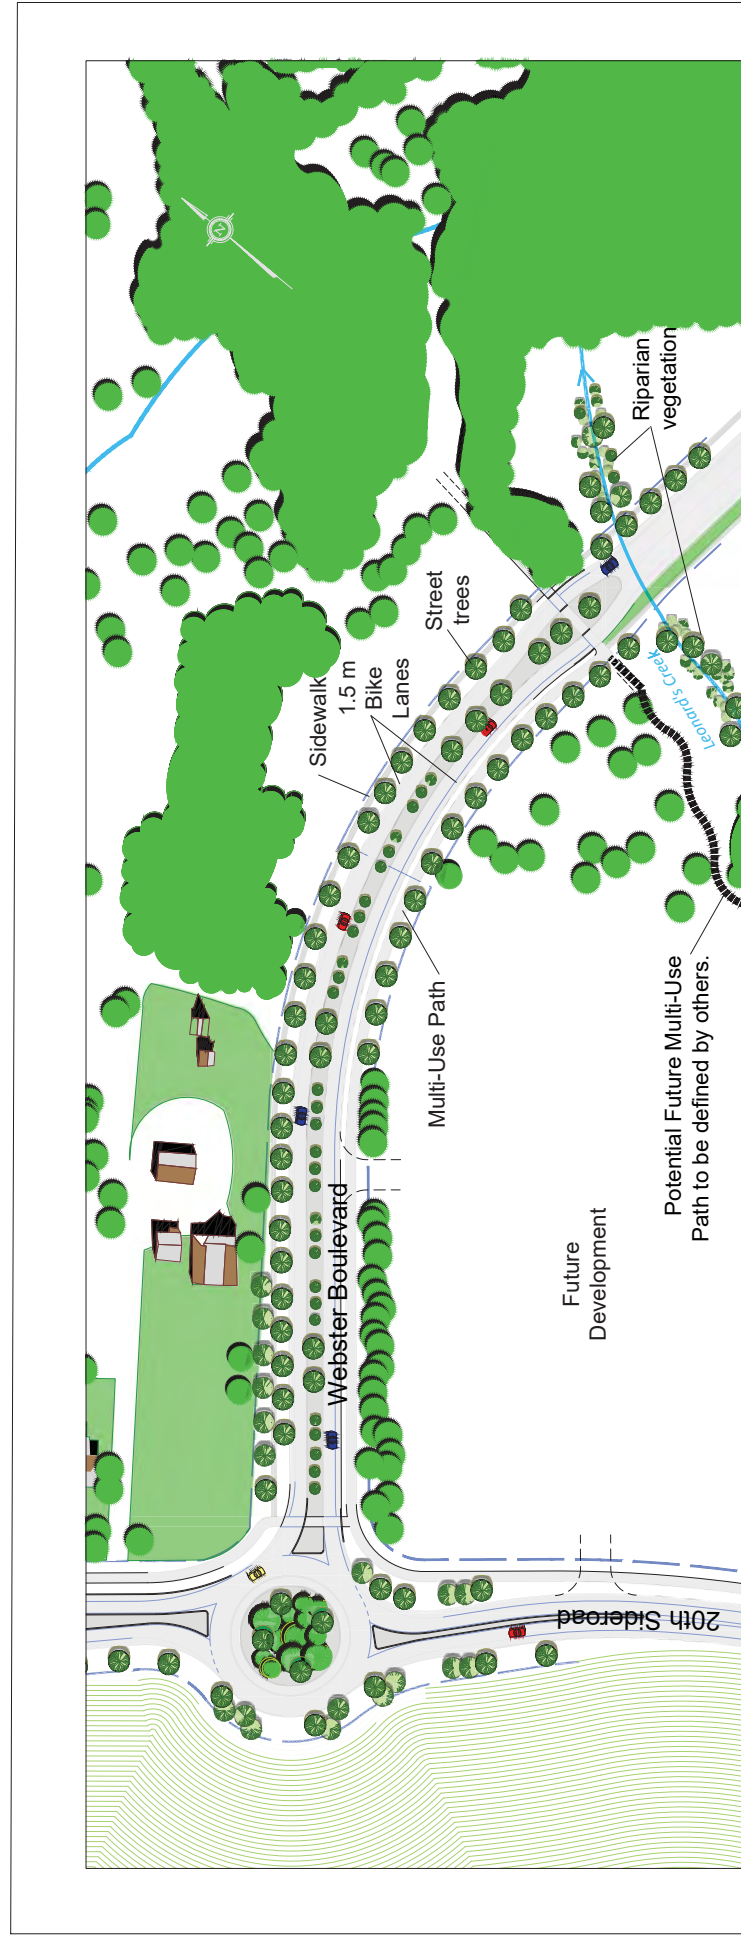 N
Riparian
vegetation
Street
trees
Sidewalk
1.5 m
Bike
Lanes
Leonard's Creek
Multi-Use Path
Potential Future Multi-Use
Path to be defined by others.
Webster Boulevard
Future
Development
20th Sideroad